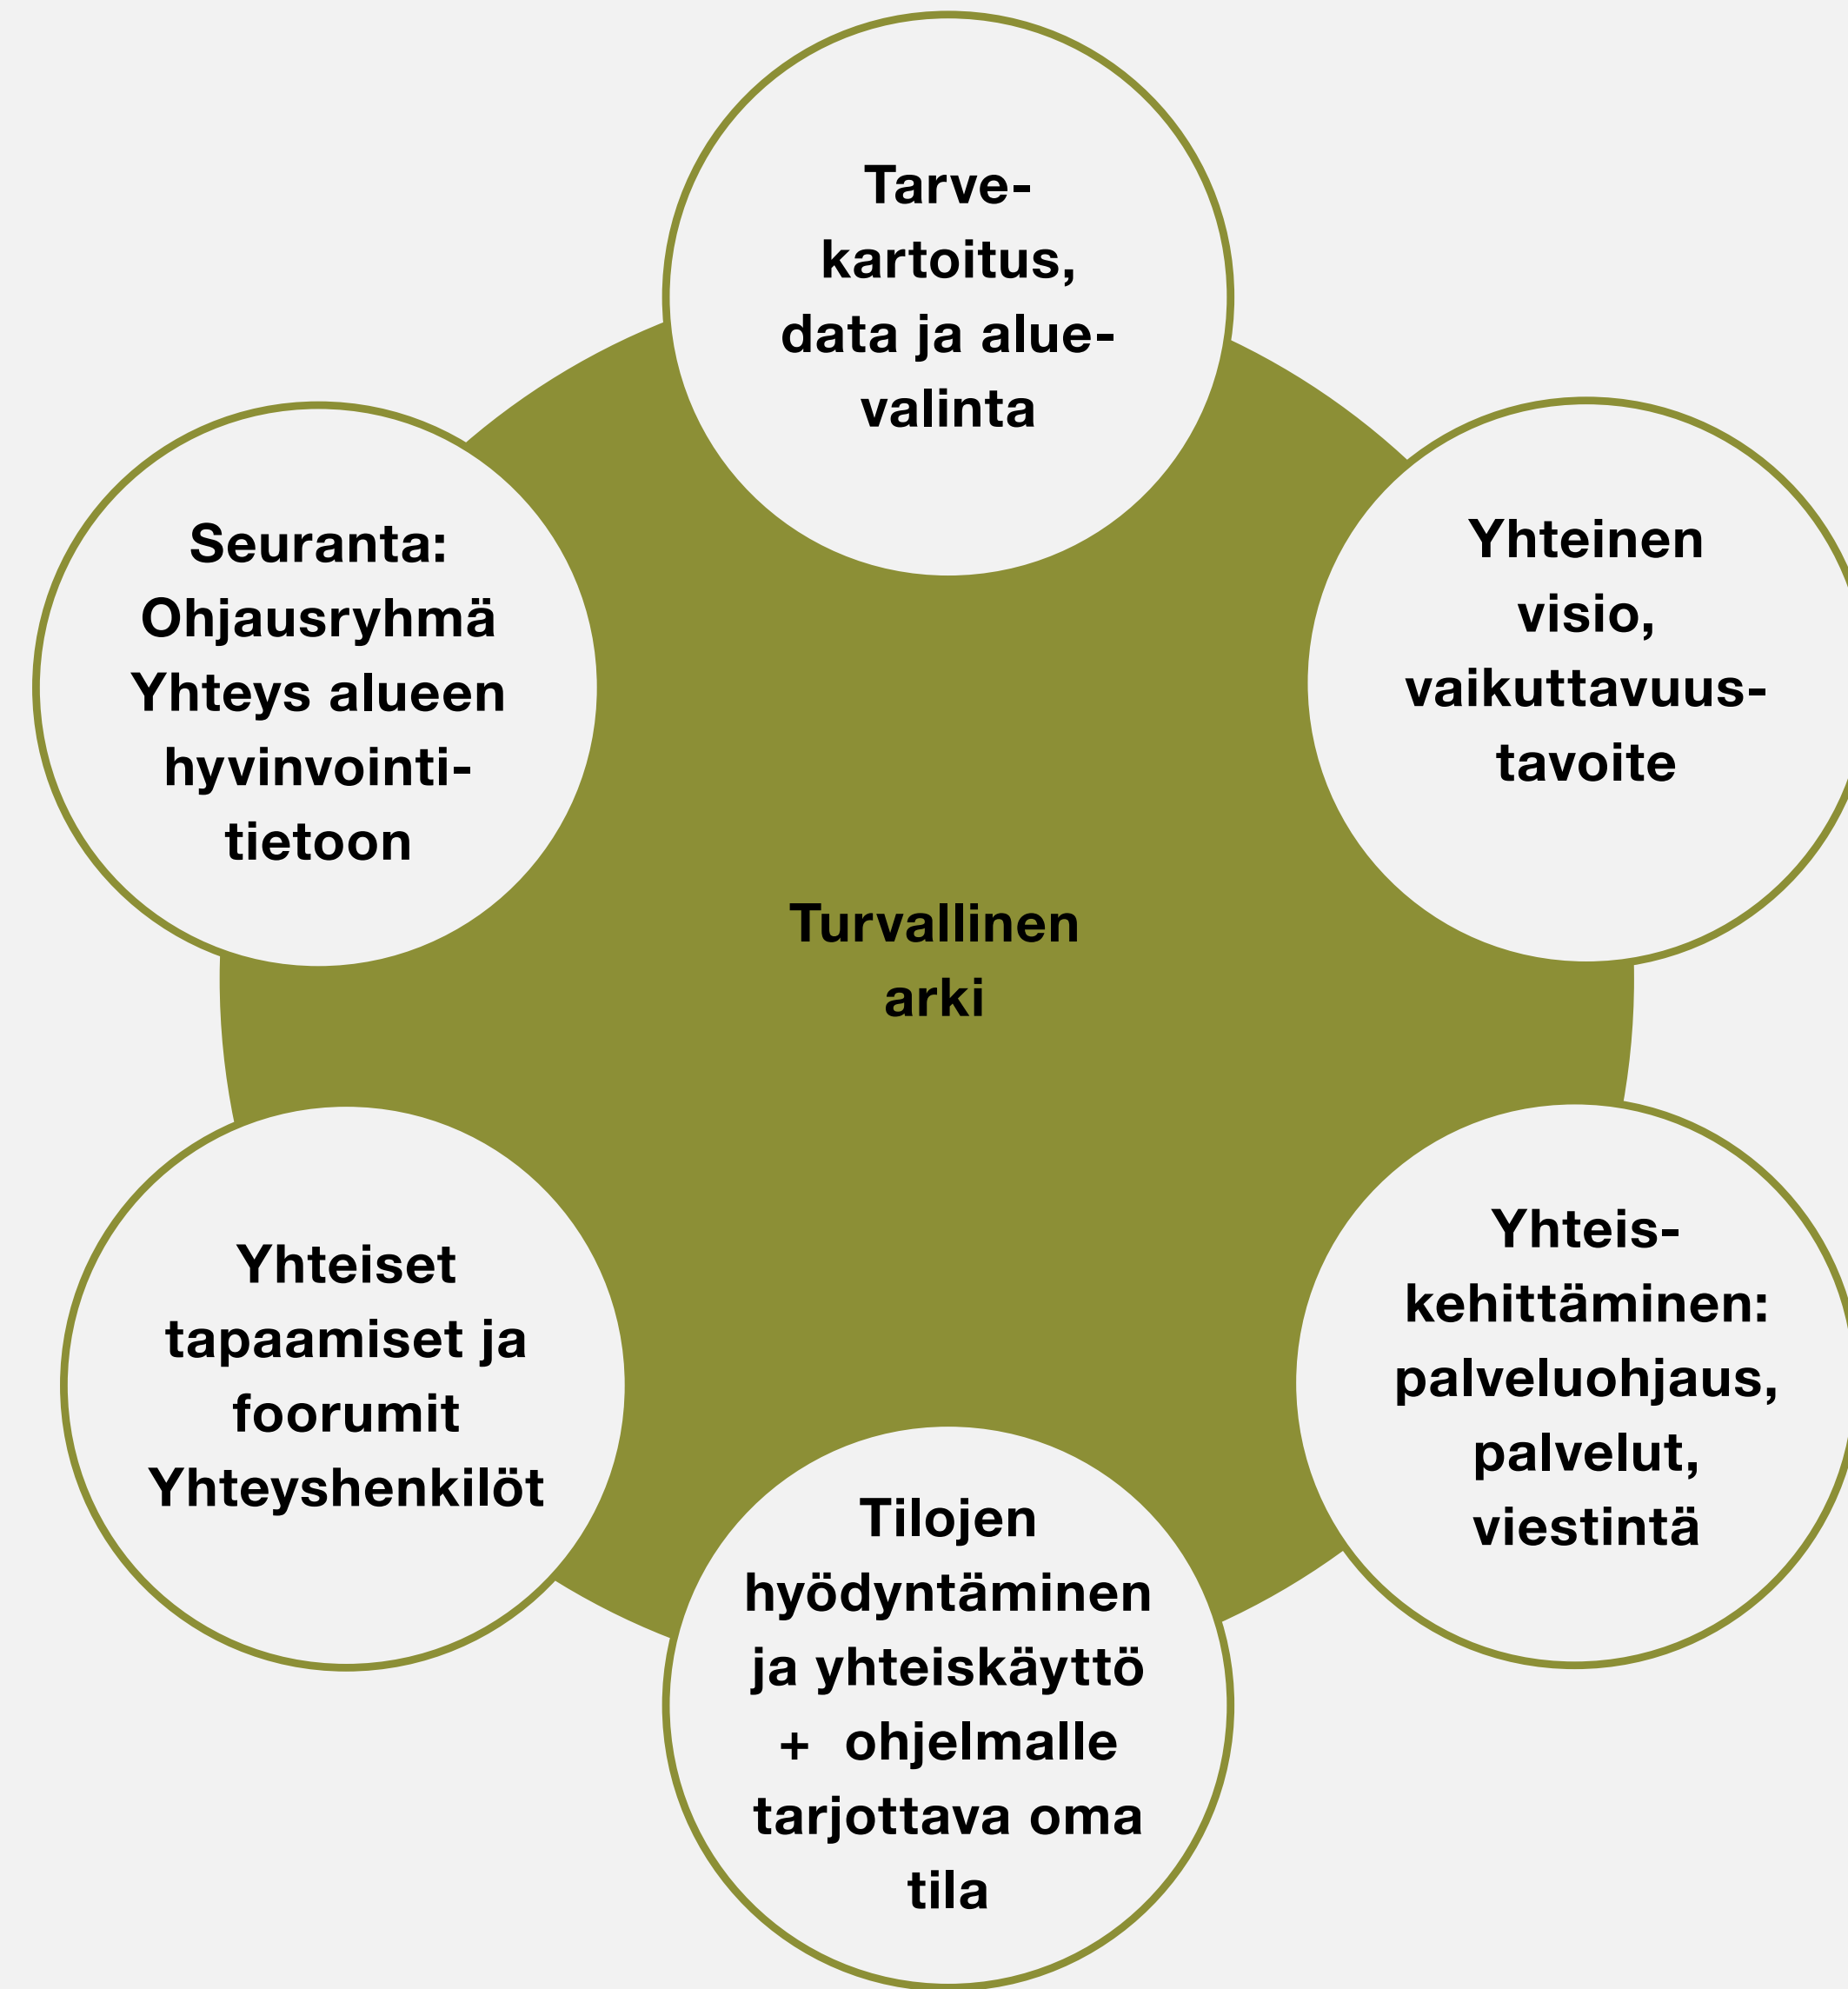 Tarve-
kartoitus,
data ja alue-
valinta
Yhteinen
visio,
vaikuttavuus-
tavoite
Yhteis-
kehittäminen:
palveluohjaus,
palvelut,
viestintä
Tilojen
hyödyntäminen
ja yhteiskäyttö
+ ohjelmalle
tarjottava oma
tila
Yhteiset
tapaamiset ja
foorumit
Yhteyshenkilöt
Seuranta:
Ohjausryhmä
Yhteys alueen
hyvinvointi-
tietoon
Turvallinen
arki